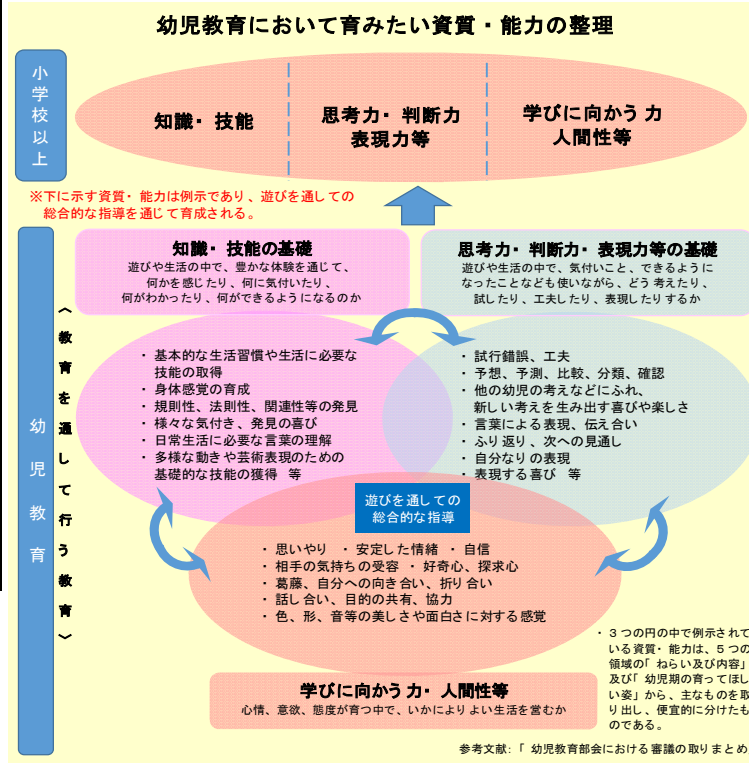 幼児教育において育みたい資質・能力の整理
小学校以上
知識・技能
思考力・判断力
表現力等
学びに向かう力
人間性等
※下に示す資質・能力は例示であり、遊びを通しての
総合的な指導を通じて育成される。
幼児教育
〈教育を通して行う教育〉
知識・技能の基礎
遊びや生活の中で、豊かな体験を通じて、
何かを感じたり、何に気付いたり、
何がわかったり、何ができるようになるのか
思考力・判断力・表現力等の基礎
遊びや生活の中で、気付いこと、できるように
なったことなども使いながら、どう考えたり、
試したり、工夫したり、表現したりするか
・基本的な生活習慣や生活に必要な
技能の取得
・身体感覚の育成
・規則性、法則性、関連性等の発見
・様々な気付き、発見の喜び
・日常生活に必要な言葉の理解
・多様な動きや芸術表現のための
基礎的な技能の獲得 等
・試行錯誤、工夫
・予想、予測、比較、分類、確認
・他の幼児の考えなどにふれ、
新しい考えを生み出す喜びや楽しさ
・言葉による表現、伝え合い
・ふり返り、次への見通し
・自分なりの表現
・表現する喜び 等
遊びを通しての
総合的な指導
・思いやり ・安定した情緒 ・自信
・相手の気持ちの受容 ・好奇心、探求心
・葛藤、自分への向き合い、折り合い
・話し合い、目的の共有、協力
・色、形、音等の美しさや面白さに対する感覚
学びに向かう力・人間性等
心情、意欲、態度が育つ中で、いかによりよい生活を営むか
・３つの円の中で例示されて
いる資質・能力は、５つの
領域の「ねらい及び内容」
及び「幼児期の育ってほし
い姿」から、主なものを取
り出し、便宜的に分けたも
のである。
参考文献:「幼児教育部会における審議の取りまとめ